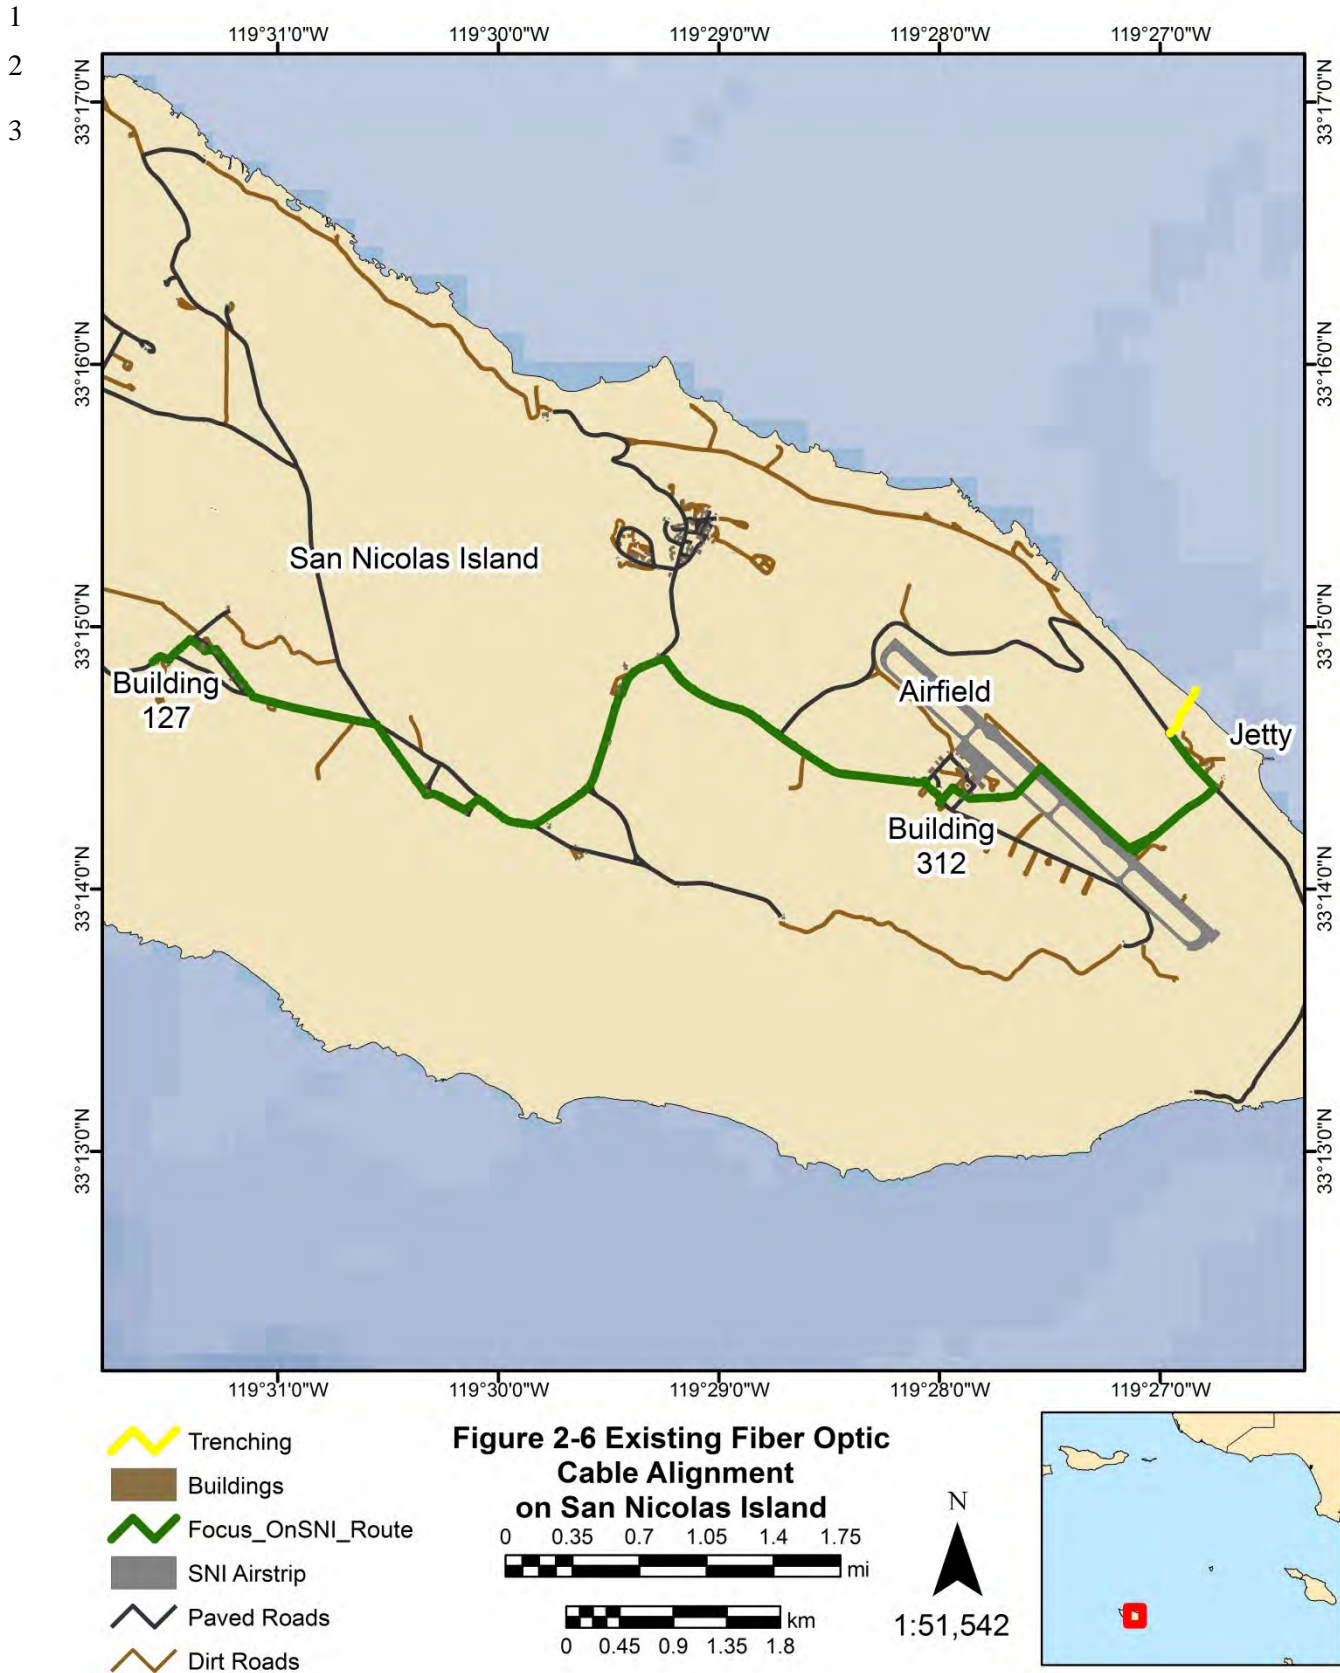 1
2
3
119°31'0"W
119°30'0"W
119°29'0"W
119°28'0"W
119°27'0"W
33°17'0"N
33°17'0"N
33°16'0"N
33°16'0"N
San Nicolas Island
33°15'0"N
33°15'0"N
Building
127
Airfield
Jetty
Building
312
33°14'0"N
33°14'0"N
33°13'0"N
33°13'0"N
119°31'0"W
119°30'0"W
119°29'0"W
119°28'0"W
119°27'0"W
Trenching
Buildings
Focus_OnSNI_Route
SNI Airstrip
Paved Roads
Dirt Roads
Figure 2-6 Existing Fiber Optic
Cable Alignment
on San Nicolas Island
0 0.35 0.7 1.05 1.4 1.75
mi
km
0 0.45 0.9 1.35 1.8
N
1:51,542